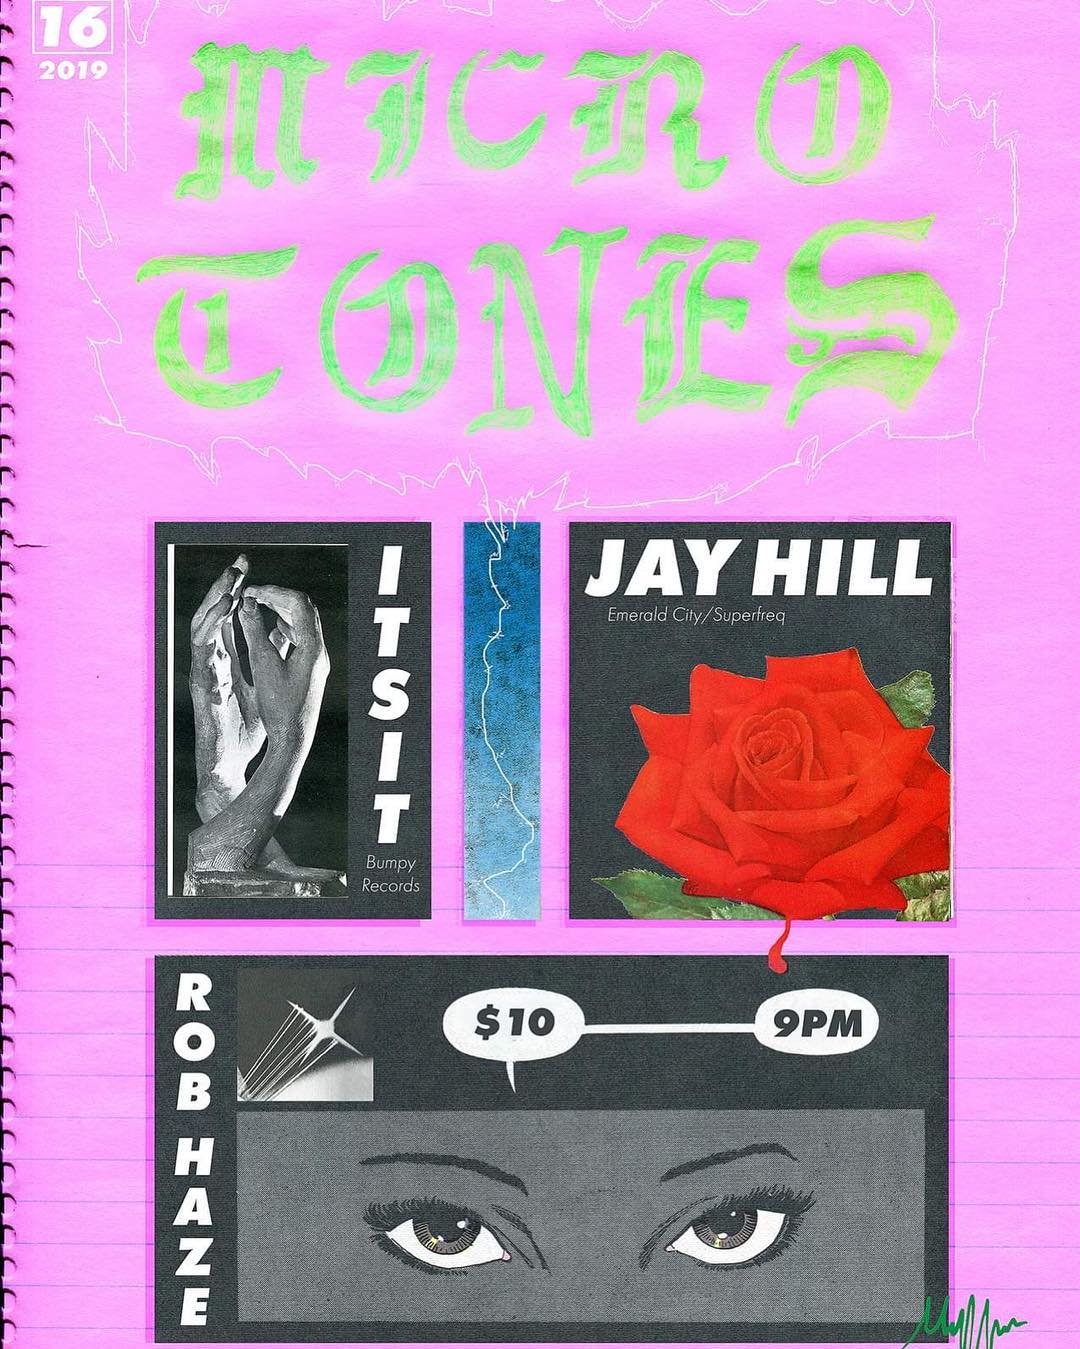 16
2019
MICRO
TONES
ITSIT
Bumpy
Records
JAY HILL
Emerald City/Superfreq
ROB HAZE
$10
9PM